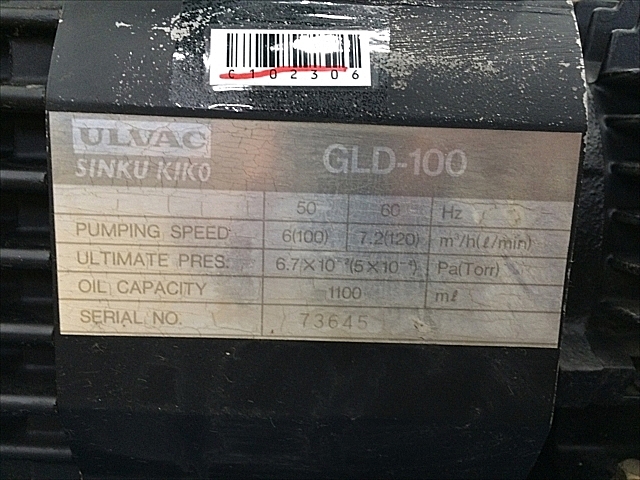 C102306
ULVAC
SINKU KIKO GLD-100
50 60 Hz
PUMPING SPEED 6(100) 7.2(120) m³/h(ℓ/min)
ULTIMATE PRES. Pa(Torr)
OIL CAPACITY 1100 mℓ
SERIAL NO. 73645